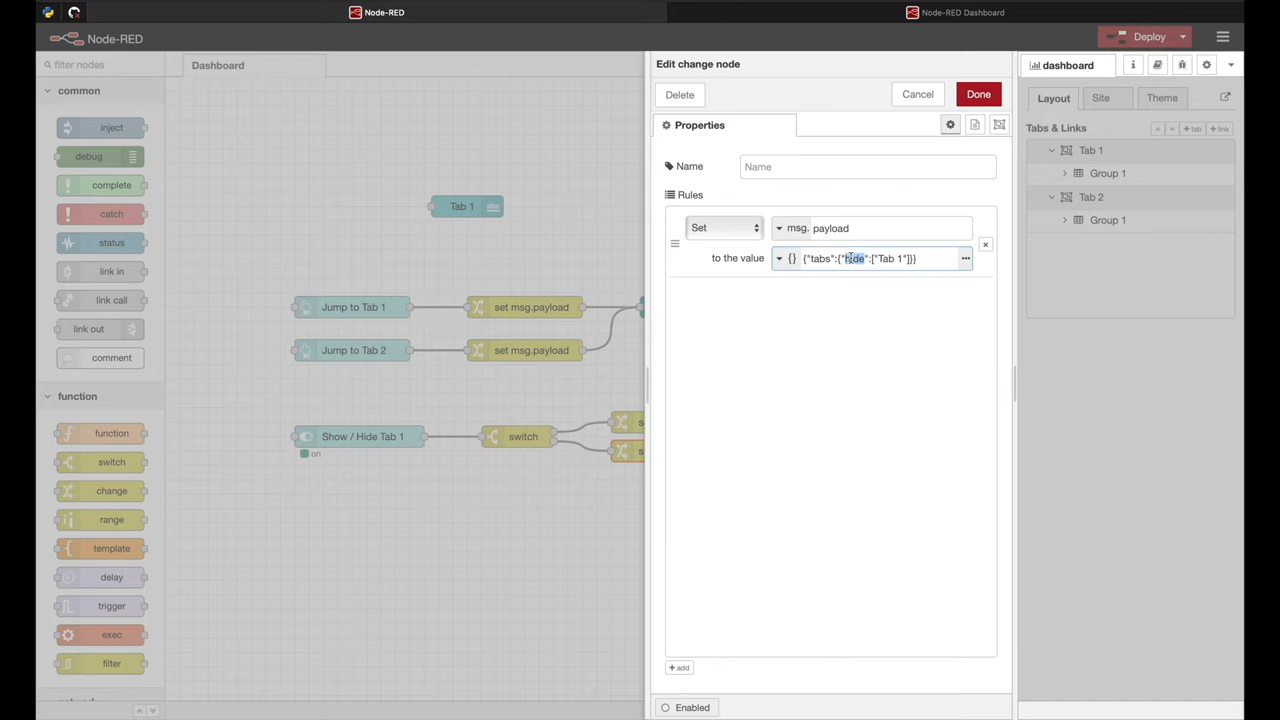 Node-RED
Node-RED Dashboard
Node-RED
Deploy
filter nodes
Dashboard
Edit change node
dashboard
Delete
Cancel
Done
Layout
Site
Theme
common
Properties
inject
Tabs & Links
+ tab
+ link
debug
Name
Name
Tab 1
complete
Rules
Group 1
catch
Tab 1
abc
Set
msg. payload
Tab 2
status
to the value
{} {"tabs":{"hide":["Tab 1"]}}
Group 1
link in
link call
Jump to Tab 1
set msg.payload
link out
Jump to Tab 2
set msg.payload
comment
function
function
Show / Hide Tab 1
switch
s
on
s
switch
change
range
template
delay
trigger
exec
filter
+ add
Enabled